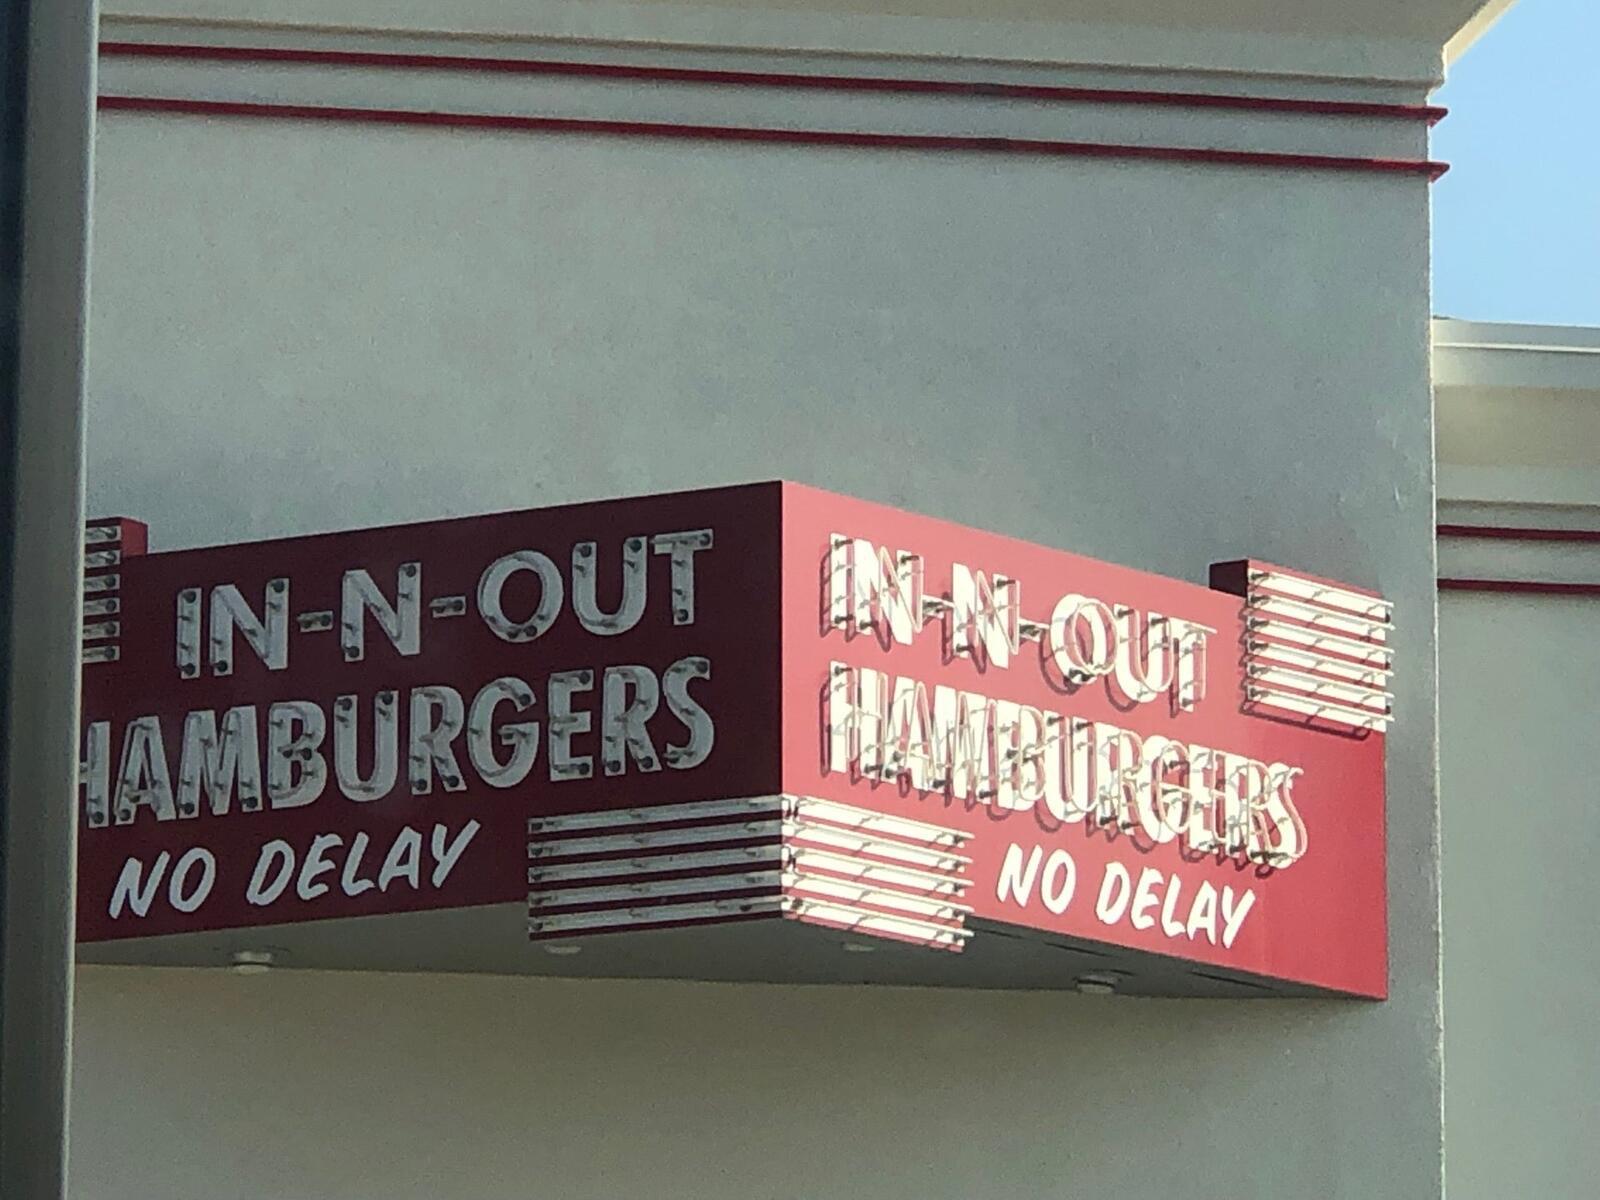 IN-N-OUT
HAMBURGERS
NO DELAY
IN-N-OUT
HAMBURGERS
NO DELAY